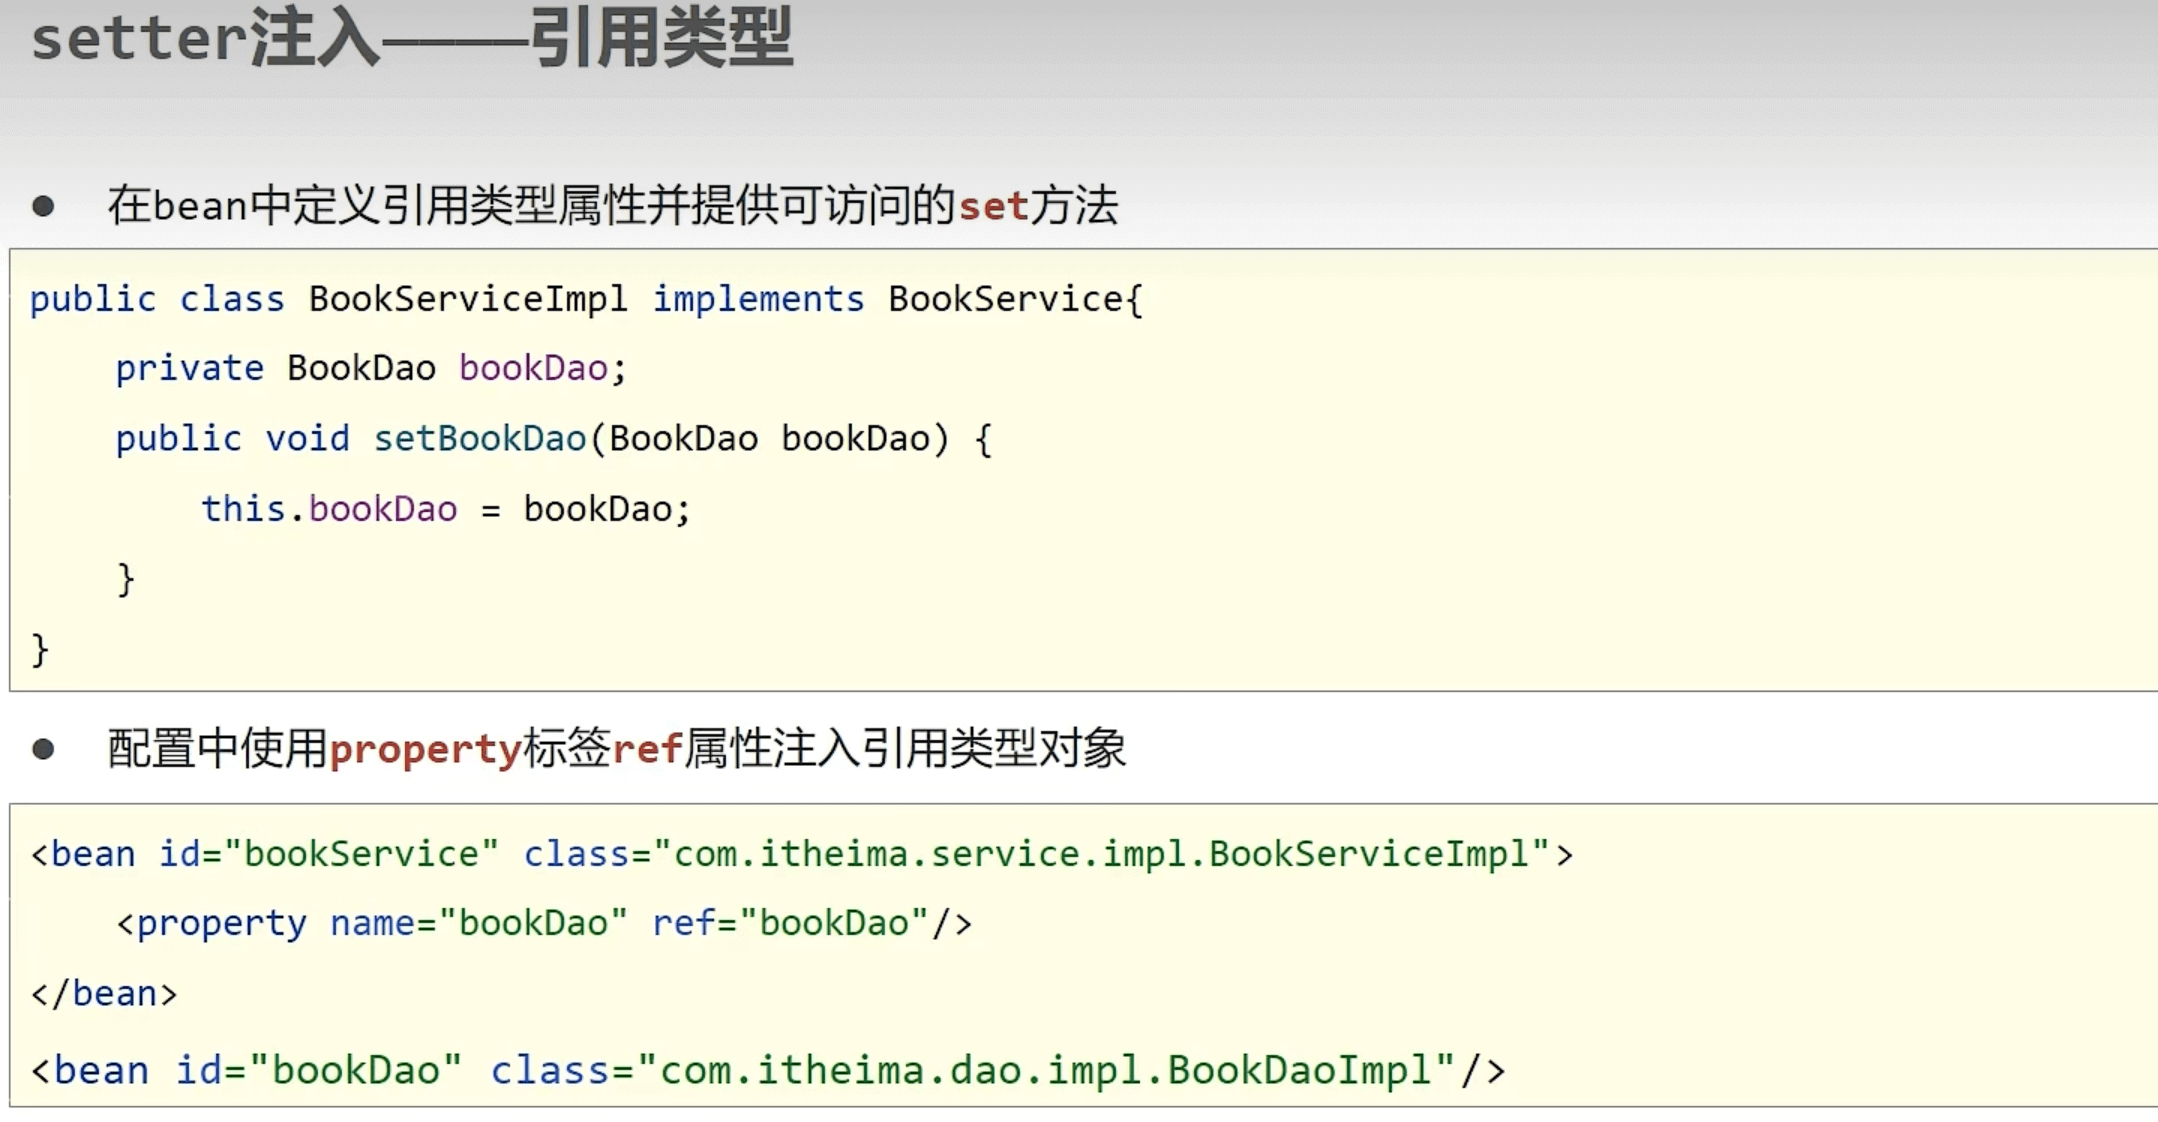 setter注入————引用类型
● 在bean中定义引用类型属性并提供可访问的set方法
public class BookServiceImpl implements BookService{
    private BookDao bookDao;
    public void setBookDao(BookDao bookDao) {
        this.bookDao = bookDao;
    }
}
● 配置中使用property标签ref属性注入引用类型对象
<bean id="bookService" class="com.itheima.service.impl.BookServiceImpl">
    <property name="bookDao" ref="bookDao"/>
</bean>
<bean id="bookDao" class="com.itheima.dao.impl.BookDaoImpl"/>